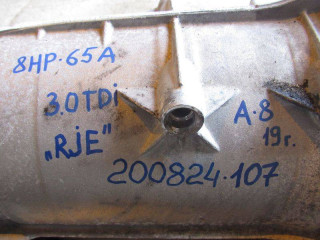 8HP·65A
3.0TDi
„RJE"
A·8
19г.
200824·107